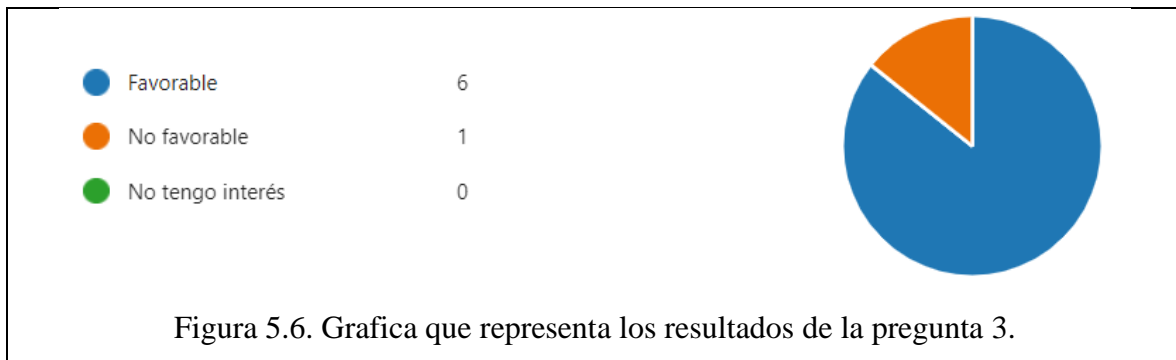 Favorable 6
No favorable 1
No tengo interés 0
Figura 5.6. Grafica que representa los resultados de la pregunta 3.